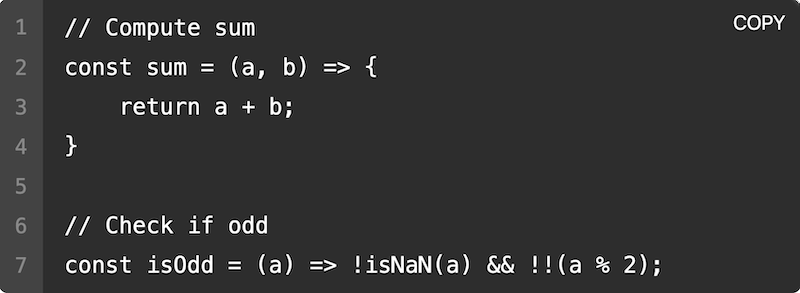 COPY
1 // Compute sum
2 const sum = (a, b) => {
3     return a + b;
4 }
5
6 // Check if odd
7 const isOdd = (a) => !isNaN(a) && !!(a % 2);